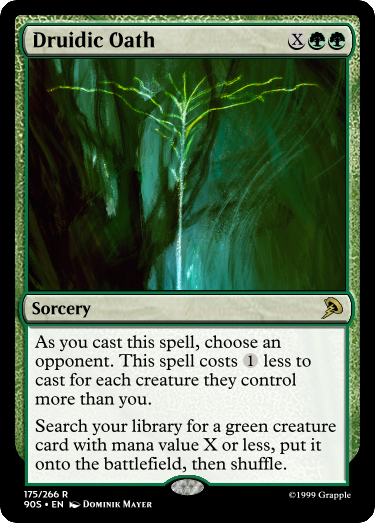 Druidic Oath X
Sorcery
As you cast this spell, choose an
opponent. This spell costs 1 less to
cast for each creature they control
more than you.
Search your library for a green creature
card with mana value X or less, put it
onto the battlefield, then shuffle.
175/266 R
90S • EN DOMINIK MAYER
©1999 Grapple